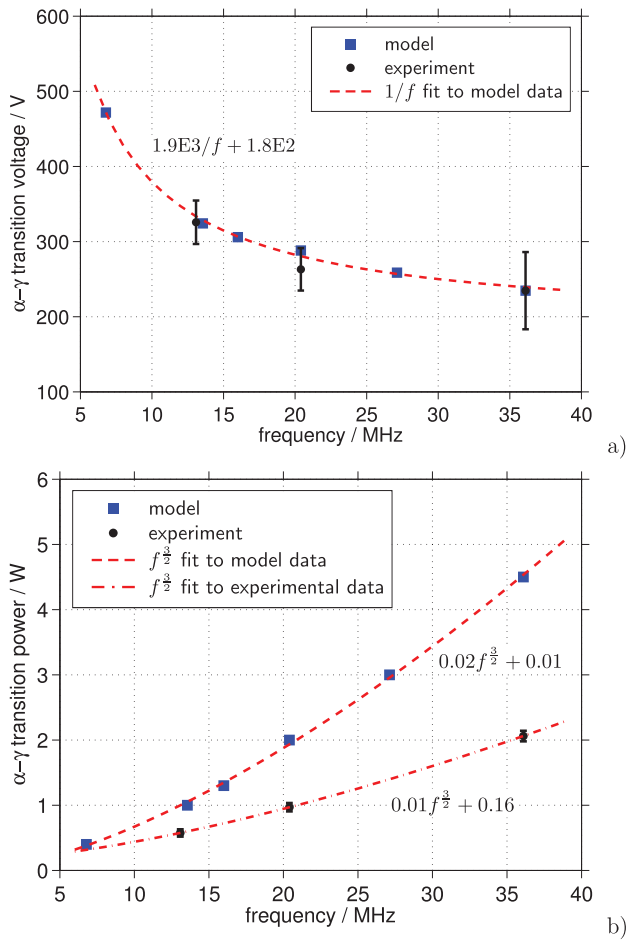 600
500
400
300
200
100
α–γ transition voltage / V
model
experiment
1/f fit to model data
1.9E3/f + 1.8E2
5 10 15 20 25 30 35 40
frequency / MHz
a)
6
5
4
3
2
1
0
α–γ transition power / W
model
experiment
f^{3/2} fit to model data
f^{3/2} fit to experimental data
0.02f^{3/2} + 0.01
0.01f^{3/2} + 0.16
5 10 15 20 25 30 35 40
frequency / MHz
b)